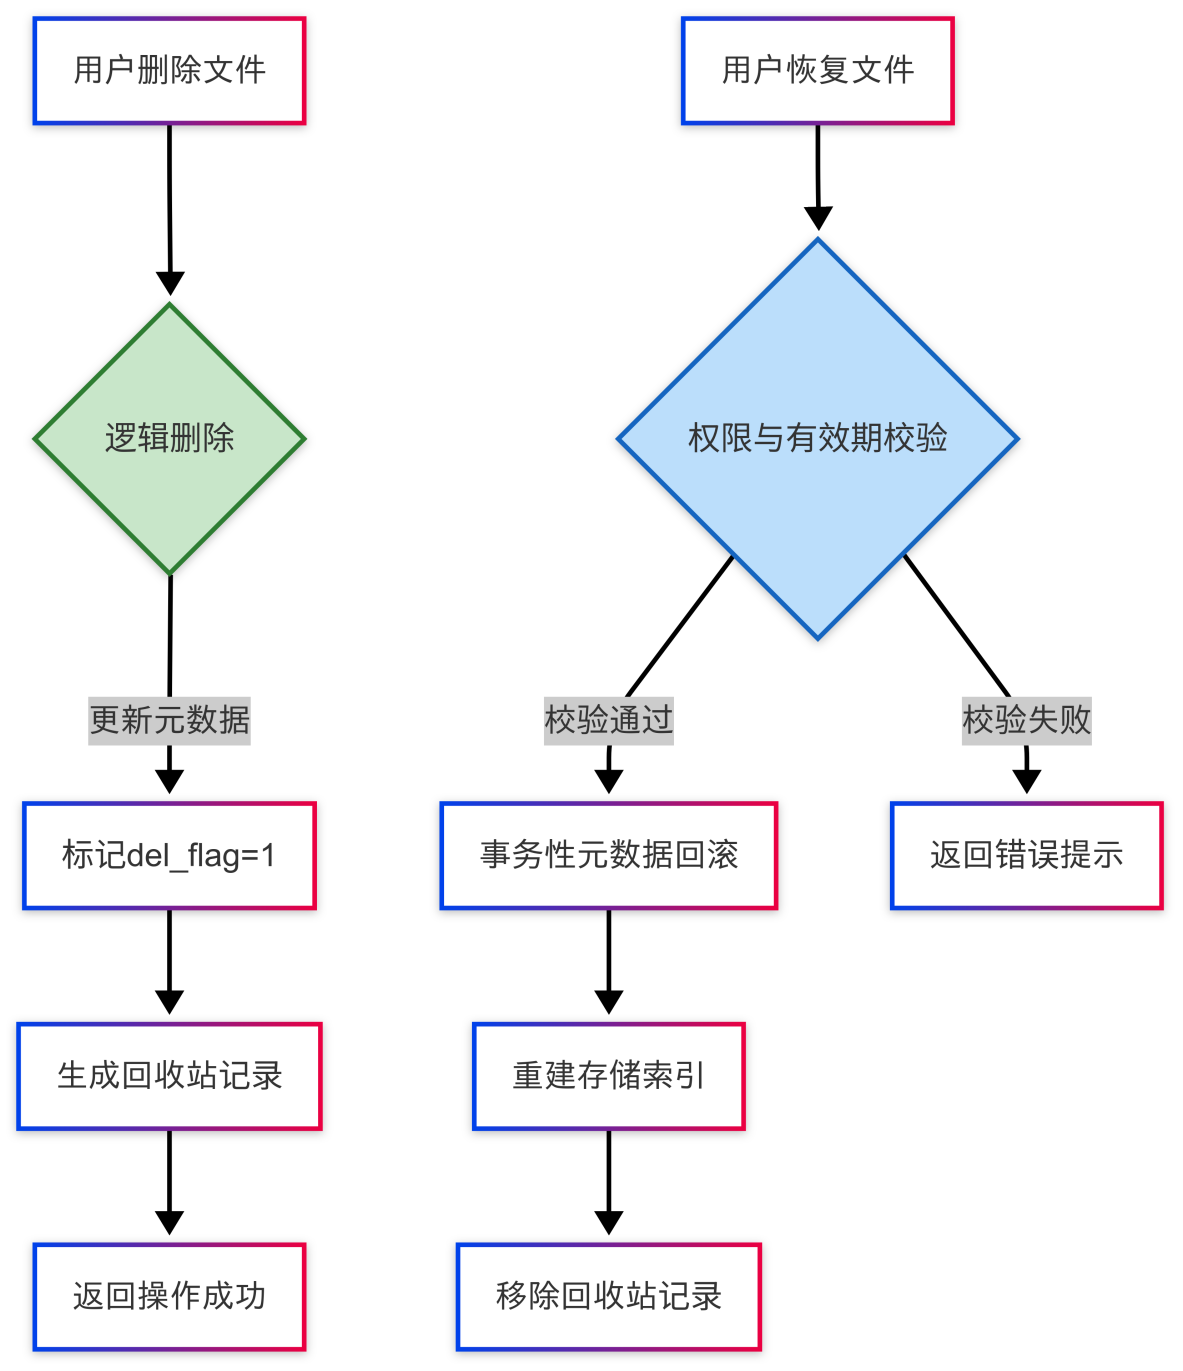 用户删除文件
用户恢复文件
逻辑删除
权限与有效期校验
更新元数据
校验通过
校验失败
标记del_flag=1
事务性元数据回滚
返回错误提示
生成回收站记录
重建存储索引
返回操作成功
移除回收站记录